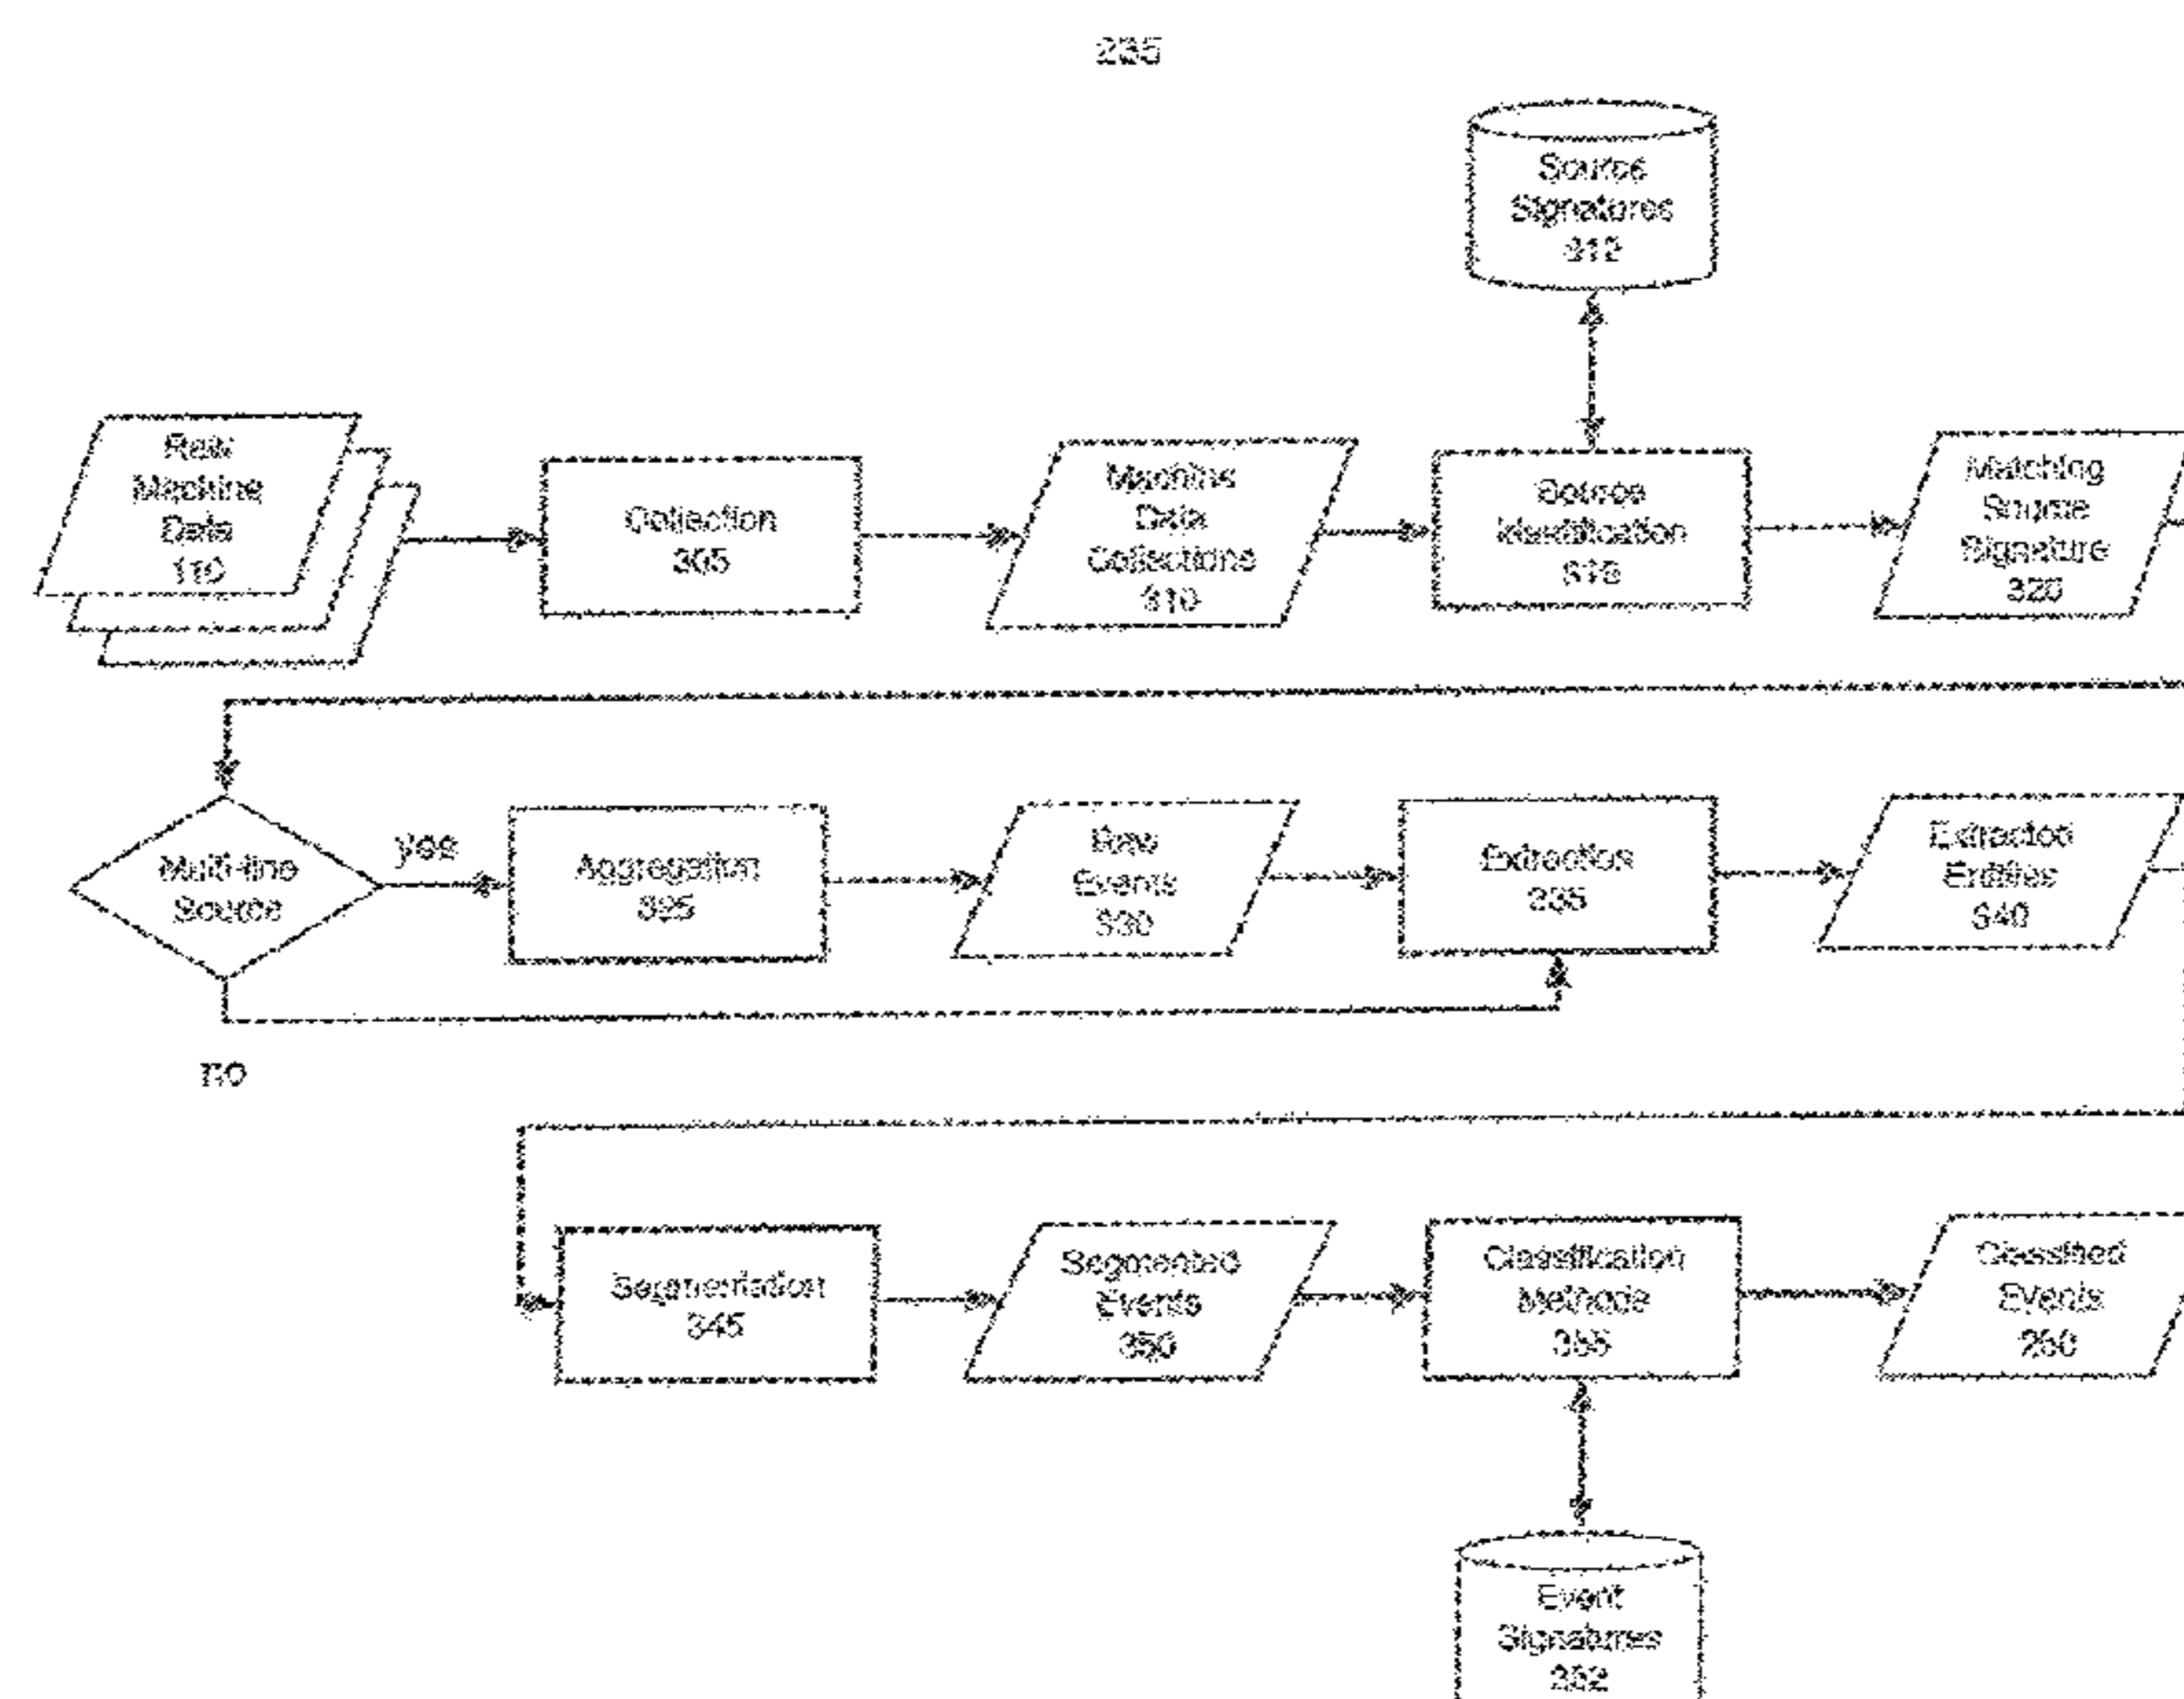 235
Source
Signatures
312
Raw
Machine
Data
110
Collection
305
Machine
Data
Collections
310
Source
Identification
315
Matching
Source
Signature
320
Multi-line
Source
yes
no
Aggregation
325
Raw
Events
330
Extraction
335
Extracted
Entities
340
Segmentation
345
Segmented
Events
350
Classification
Methods
355
Classified
Events
Event
Signatures
352